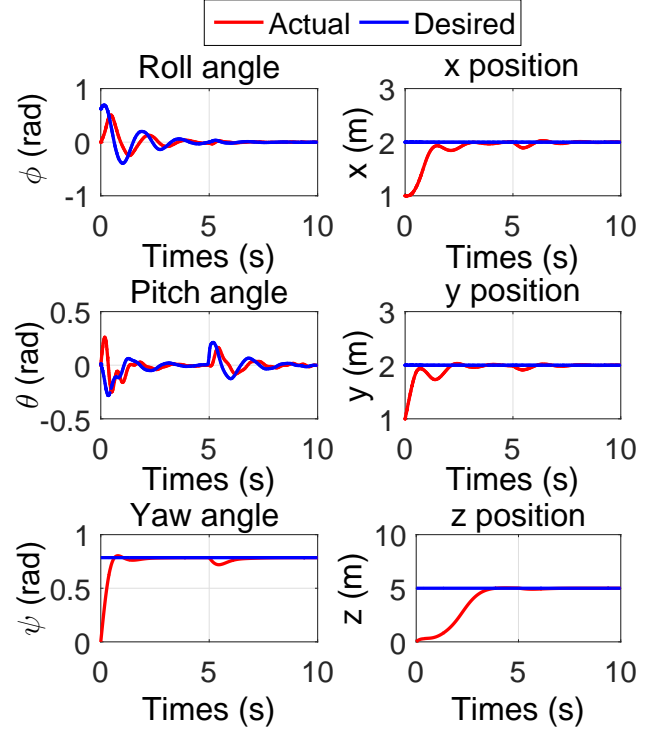 Actual Desired
Roll angle
ϕ (rad)
1
0
-1
0 5 10
Times (s)
x position
x (m)
3
2
1
0 5 10
Times (s)
Pitch angle
θ (rad)
0.5
0
-0.5
0 5 10
Times (s)
y position
y (m)
3
2
1
0 5 10
Times (s)
Yaw angle
ψ (rad)
1
0.5
0
0 5 10
Times (s)
z position
z (m)
10
5
0
0 5 10
Times (s)